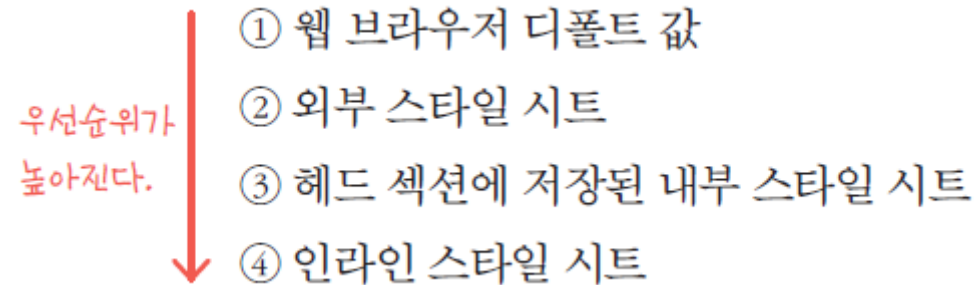 ① 웹 브라우저 디폴트 값
② 외부 스타일 시트
우선순위가
높아진다.
③ 헤드 섹션에 저장된 내부 스타일 시트
④ 인라인 스타일 시트